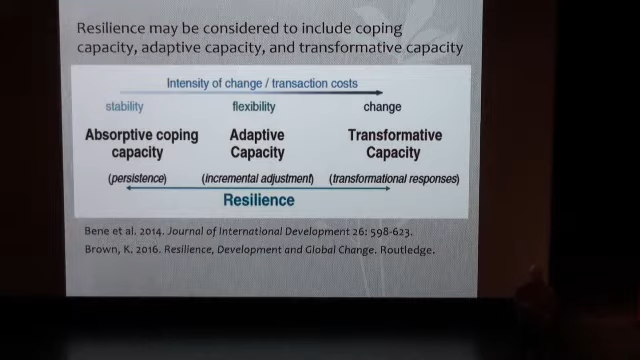 Resilience may be considered to include coping
capacity, adaptive capacity, and transformative capacity
Intensity of change / transaction costs
stability flexibility change
Absorptive coping capacity
Adaptive Capacity
Transformative Capacity
(persistence) (incremental adjustment) (transformational responses)
Resilience
Bene et al. 2014. Journal of International Development 26: 598-623.
Brown, K. 2016. Resilience, Development and Global Change. Routledge.